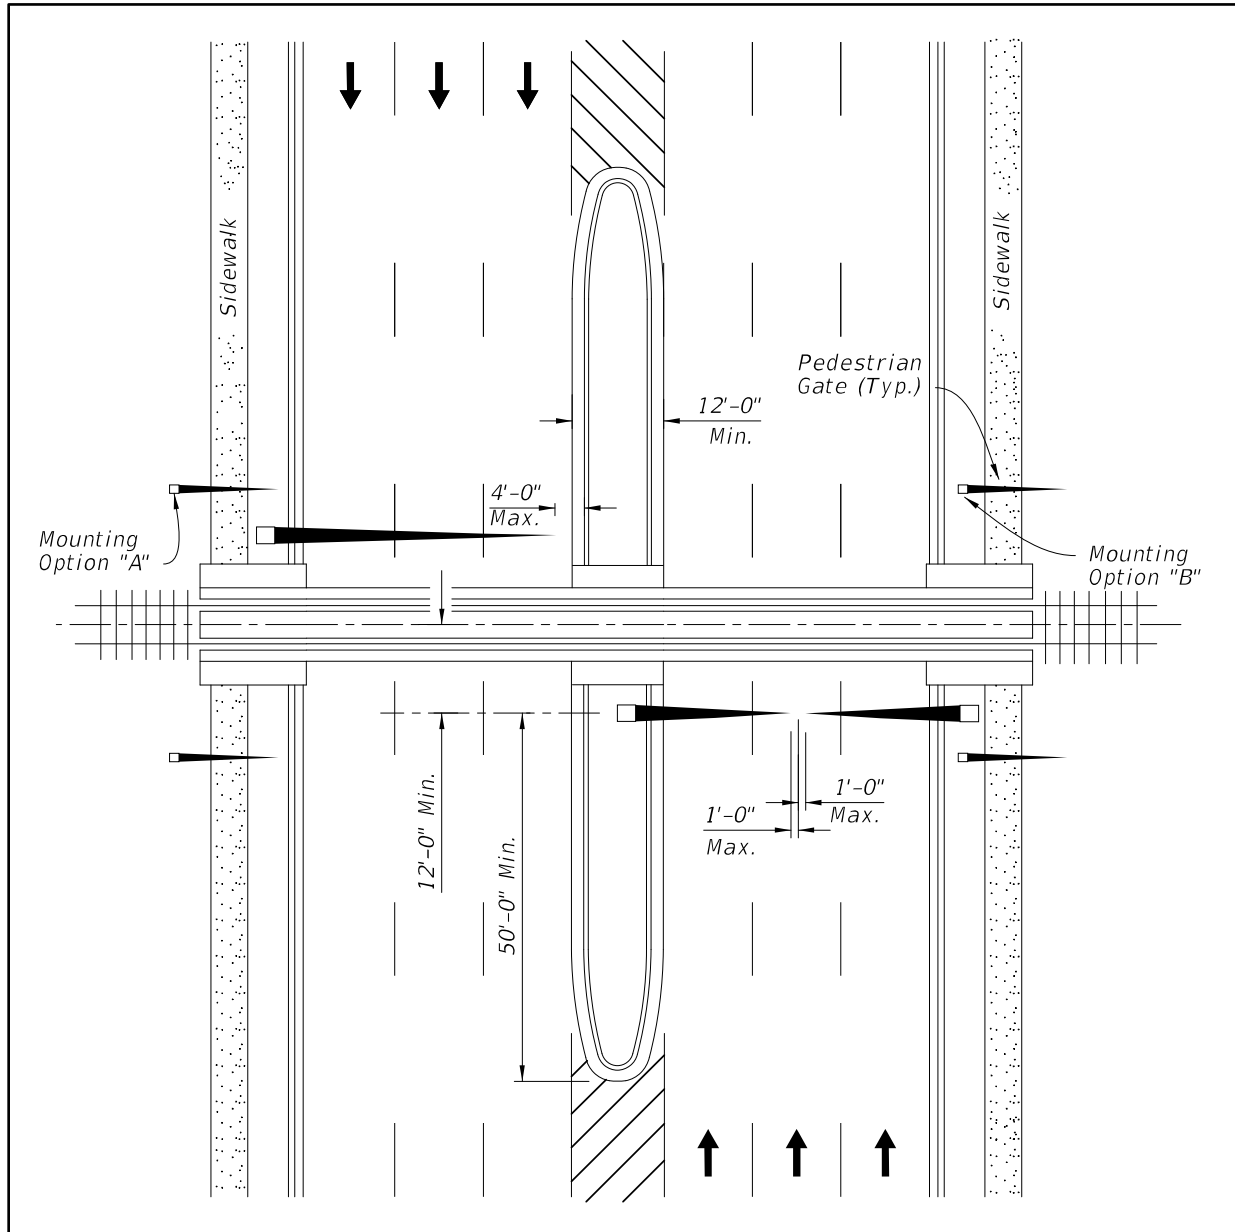 Sidewalk
Sidewalk
Pedestrian
Gate (Typ.)
12'-0"
Min.
4'-0"
Max.
Mounting
Option "A"
Mounting
Option "B"
12'-0" Min.
50'-0" Min.
1'-0"
Max.
1'-0"
Max.